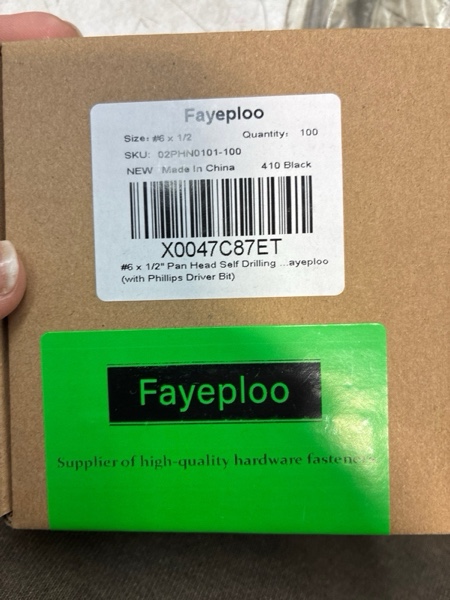 Fayeploo
Size: #6 x 1/2 Quantity: 100
SKU: 02PHN0101-100
NEW Made In China 410 Black
X0047C87ET
#6 x 1/2" Pan Head Self Drilling ...ayeploo
(with Phillips Driver Bit)
Fayeploo
Supplier of high-quality hardware fasteners